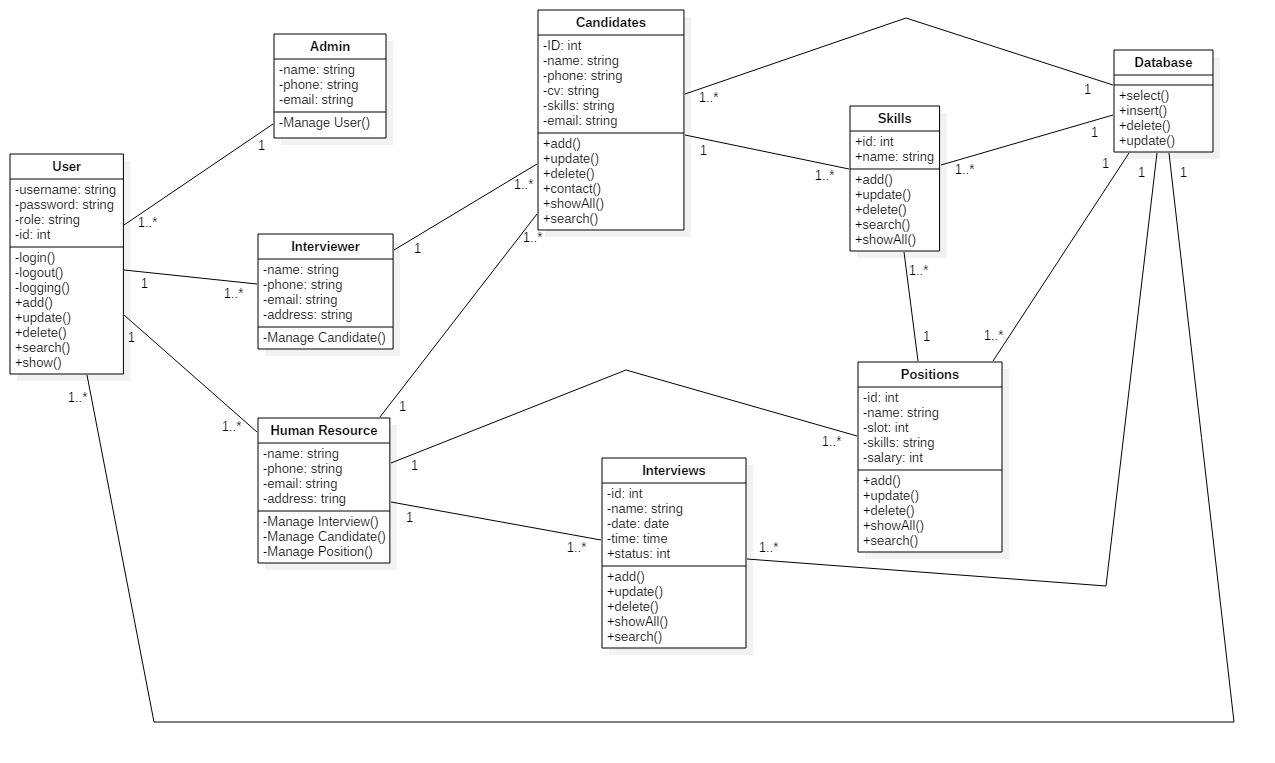 Admin
-name: string
-phone: string
-email: string
-Manage User()
1
User
-username: string
-password: string
-role: string
-id: int
-login()
-logout()
-logging()
+add()
+update()
+delete()
+search()
+show()
1..*
1
1
1..*
Interviewer
-name: string
-phone: string
-email: string
-address: string
-Manage Candidate()
1..*
1
1..*
Human Resource
-name: string
-phone: string
-email: string
-address: tring
-Manage Interview()
-Manage Candidate()
-Manage Position()
1
1
1
Candidates
-ID: int
-name: string
-phone: string
-cv: string
-skills: string
-email: string
+add()
+update()
+delete()
+contact()
+showAll()
+search()
1..*
1..*
1..*
1
Skills
+id: int
+name: string
+add()
+update()
+delete()
+search()
+showAll()
1..*
1..*
1..*
Database
+select()
+insert()
+delete()
+update()
1
1
1
1
1
Positions
-id: int
-name: string
-slot: int
-skills: string
-salary: int
+add()
+update()
+delete()
+showAll()
+search()
1
1..*
1..*
Interviews
-id: int
-name: string
-date: date
-time: time
+status: int
+add()
+update()
+delete()
+showAll()
+search()
1..*
1..*